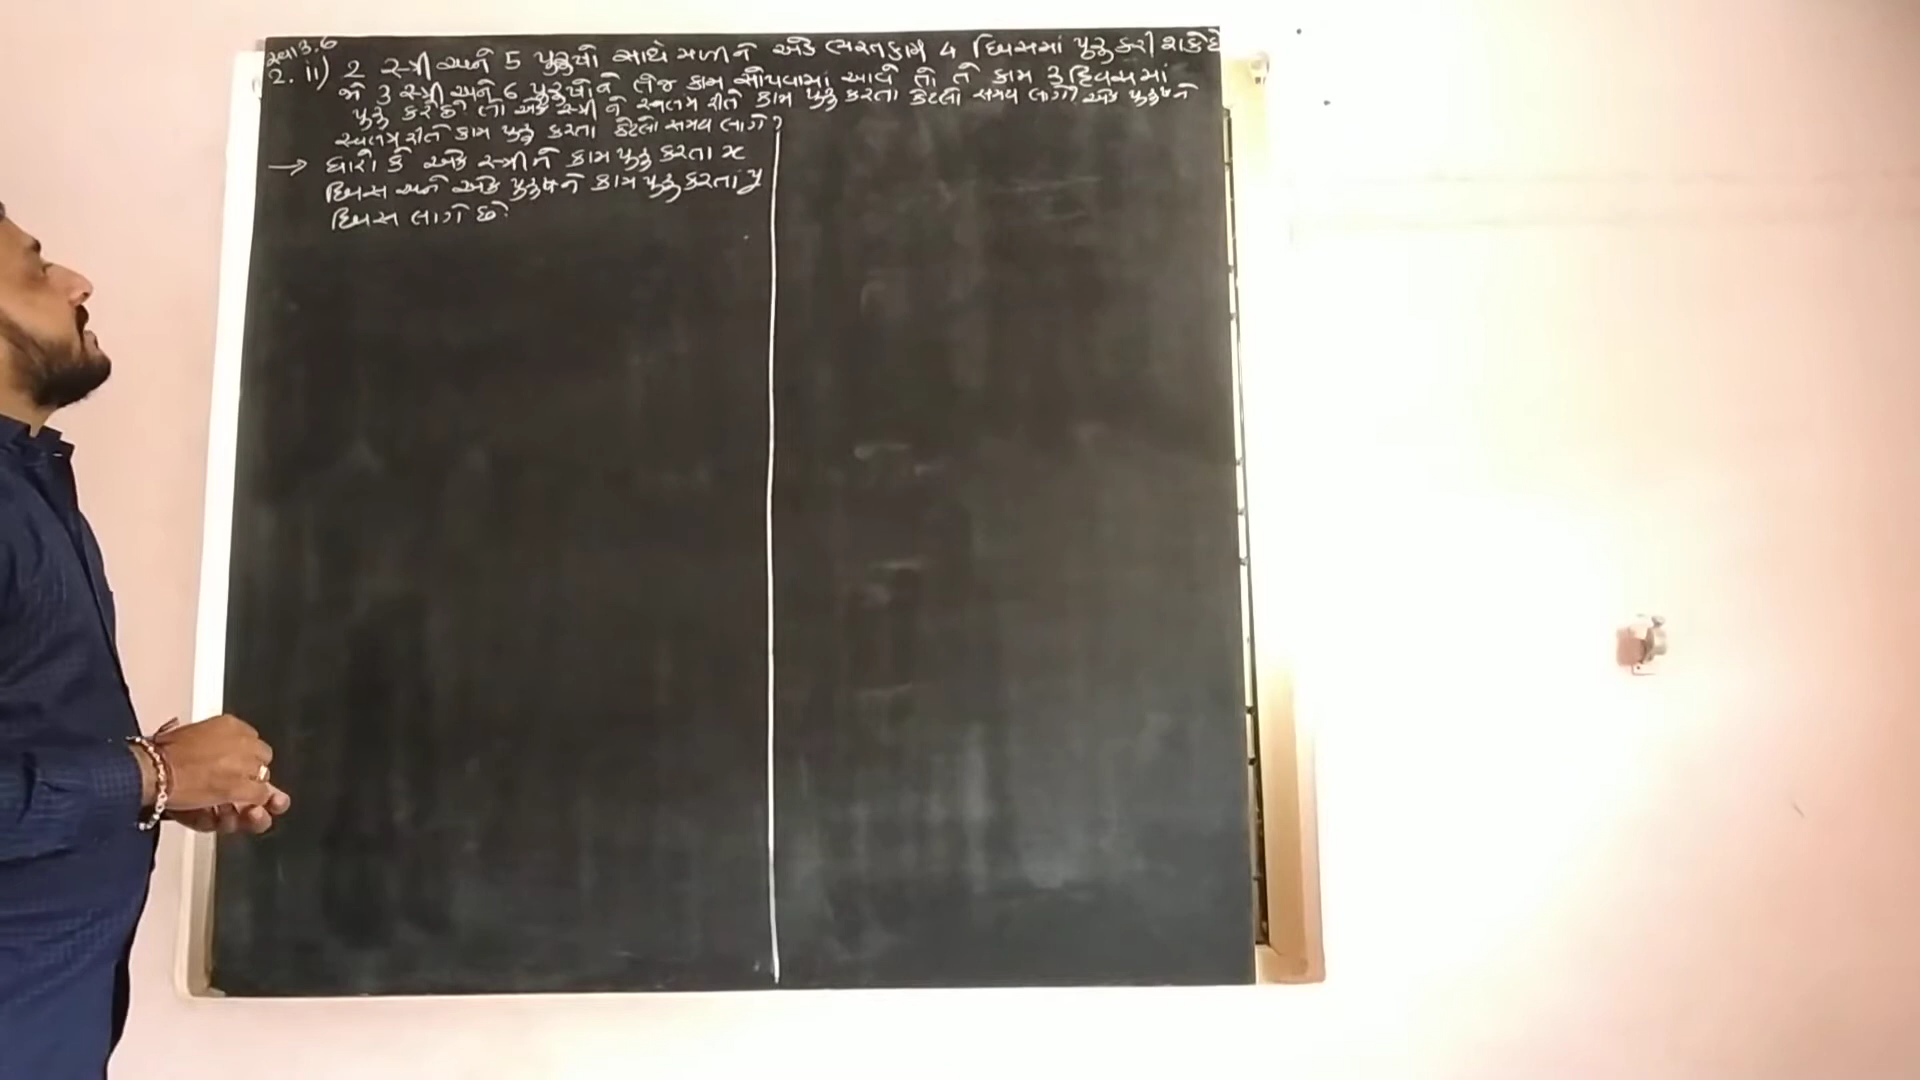 સ્વા 3.6
2. ii) 2 સ્ત્રી અને 5 પુરુષો સાથે મળીને એક ભરતકામ 4 દિવસમાં પુરુ કરી શકે છે
જો 3 સ્ત્રી અને 6 પુરુષોને તેજ કામ સોંપવામાં આવે તો તે કામ 3 દિવસમાં
પુરુ કરે છે. તો એક સ્ત્રી ને સ્વતંત્ર રીતે કામ પુરુ કરતા કેટલો સમય લાગે? એક પુરુષને
સ્વતંત્ર રીતે કામ પુરુ કરતા કેટલો સમય લાગે?
→ ધારો કે એક સ્ત્રીને કામ પુરુ કરતા x
દિવસ અને એક પુરુષને કામ પુરુ કરતાં y
દિવસ લાગે છે.